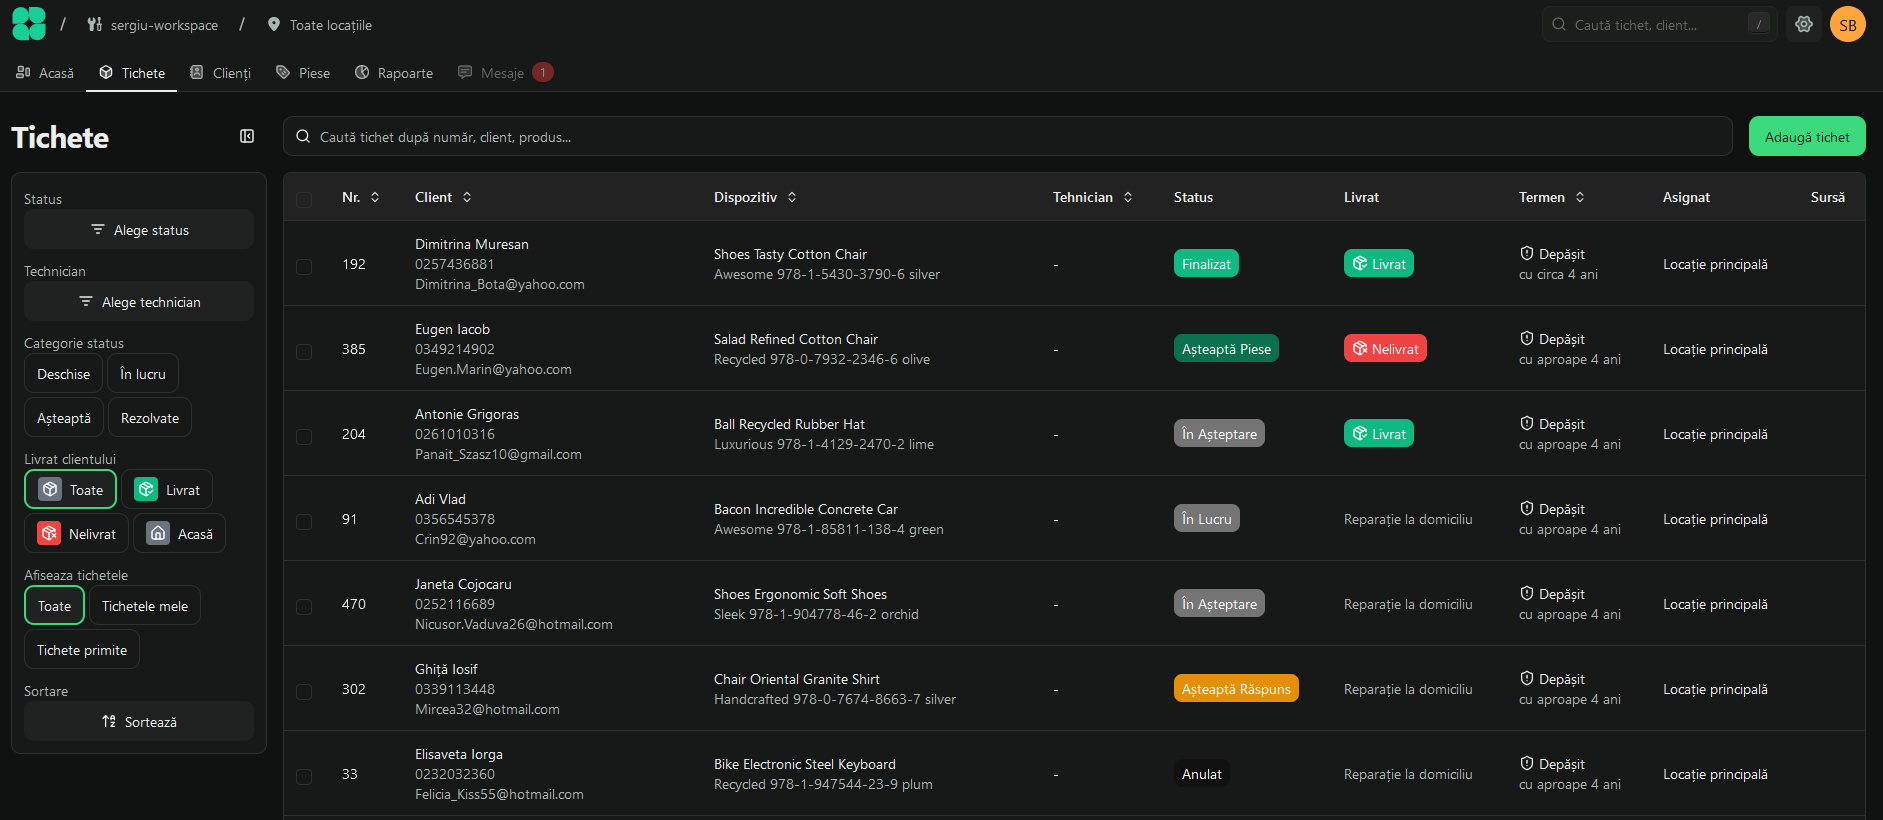 / sergiu-workspace / Toate locațiile
Caută tichet, client... /
SB
Acasă Tichete Clienți Piese Rapoarte Mesaje 1
Tichete
Caută tichet după număr, client, produs...
Adaugă tichet
Status
Alege status
Technician
Alege technician
Categorie status
Deschise În lucru
Așteaptă Rezolvate
Livrat clientului
Toate Livrat
Nelivrat Acasă
Afiseaza tichetele
Toate Tichetele mele
Tichete primite
Sortare
Sortează
Nr. Client Dispozitiv Tehnician Status Livrat Termen Asignat Sursă
Dimitrina Muresan
192 0257436881
Dimitrina_Bota@yahoo.com
Shoes Tasty Cotton Chair
Awesome 978-1-5430-3790-6 silver
- Finalizat Livrat
Depășit
cu circa 4 ani
Locație principală
Eugen Iacob
385 0349214902
Eugen.Marin@yahoo.com
Salad Refined Cotton Chair
Recycled 978-0-7932-2346-6 olive
- Așteaptă Piese Nelivrat
Depășit
cu aproape 4 ani
Locație principală
Antonie Grigoras
204 0261010316
Panait_Szasz10@gmail.com
Ball Recycled Rubber Hat
Luxurious 978-1-4129-2470-2 lime
- În Așteptare Livrat
Depășit
cu aproape 4 ani
Locație principală
Adi Vlad
91 0356545378
Crin92@yahoo.com
Bacon Incredible Concrete Car
Awesome 978-1-85811-138-4 green
- În Lucru Reparație la domiciliu
Depășit
cu aproape 4 ani
Locație principală
Janeta Cojocaru
470 0252116689
Nicusor.Vaduva26@hotmail.com
Shoes Ergonomic Soft Shoes
Sleek 978-1-904778-46-2 orchid
- În Așteptare Reparație la domiciliu
Depășit
cu aproape 4 ani
Locație principală
Ghiță Iosif
302 0339113448
Mircea32@hotmail.com
Chair Oriental Granite Shirt
Handcrafted 978-0-7674-8663-7 silver
- Așteaptă Răspuns Reparație la domiciliu
Depășit
cu aproape 4 ani
Locație principală
Elisaveta Iorga
33 0232032360
Felicia_Kiss55@hotmail.com
Bike Electronic Steel Keyboard
Recycled 978-1-947544-23-9 plum
- Anulat Reparație la domiciliu
Depășit
cu aproape 4 ani
Locație principală